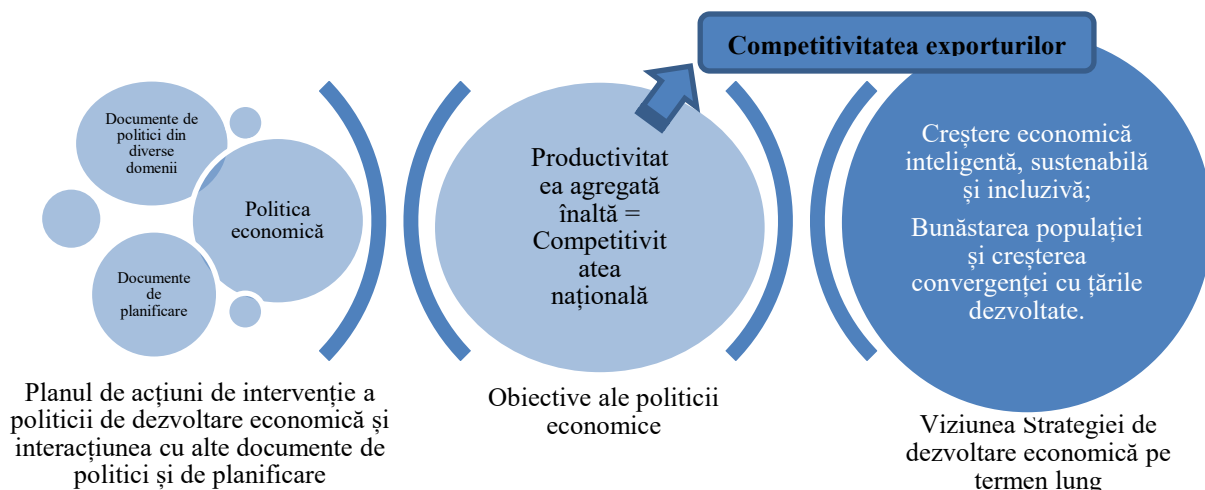 Competitivitatea exporturilor
Documente de
politici din
diverse
domenii
Politica
economică
Documente
de
planificare
Productivitat
ea agregată
înaltă =
Competitivit
atea
națională
Creștere economică
inteligentă, sustenabilă
și incluzivă;
Bunăstarea populației
și creșterea
convergenței cu țările
dezvoltate.
Planul de acțiuni de intervenție a
politicii de dezvoltare economică și
interacțiunea cu alte documente de
politici și de planificare
Obiective ale politicii
economice
Viziunea Strategiei de
dezvoltare economică pe
termen lung